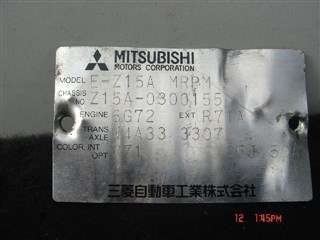 MITSUBISHI
MOTORS CORPORATION
MODEL E-Z15A MRPM
CHASSIS NO. Z15A-0300155
ENGINE 6G72 EXT R71A
TRANS AXLE 3307
COLOR, INT OPT
三菱自動車工業株式会社
12 1:45PM